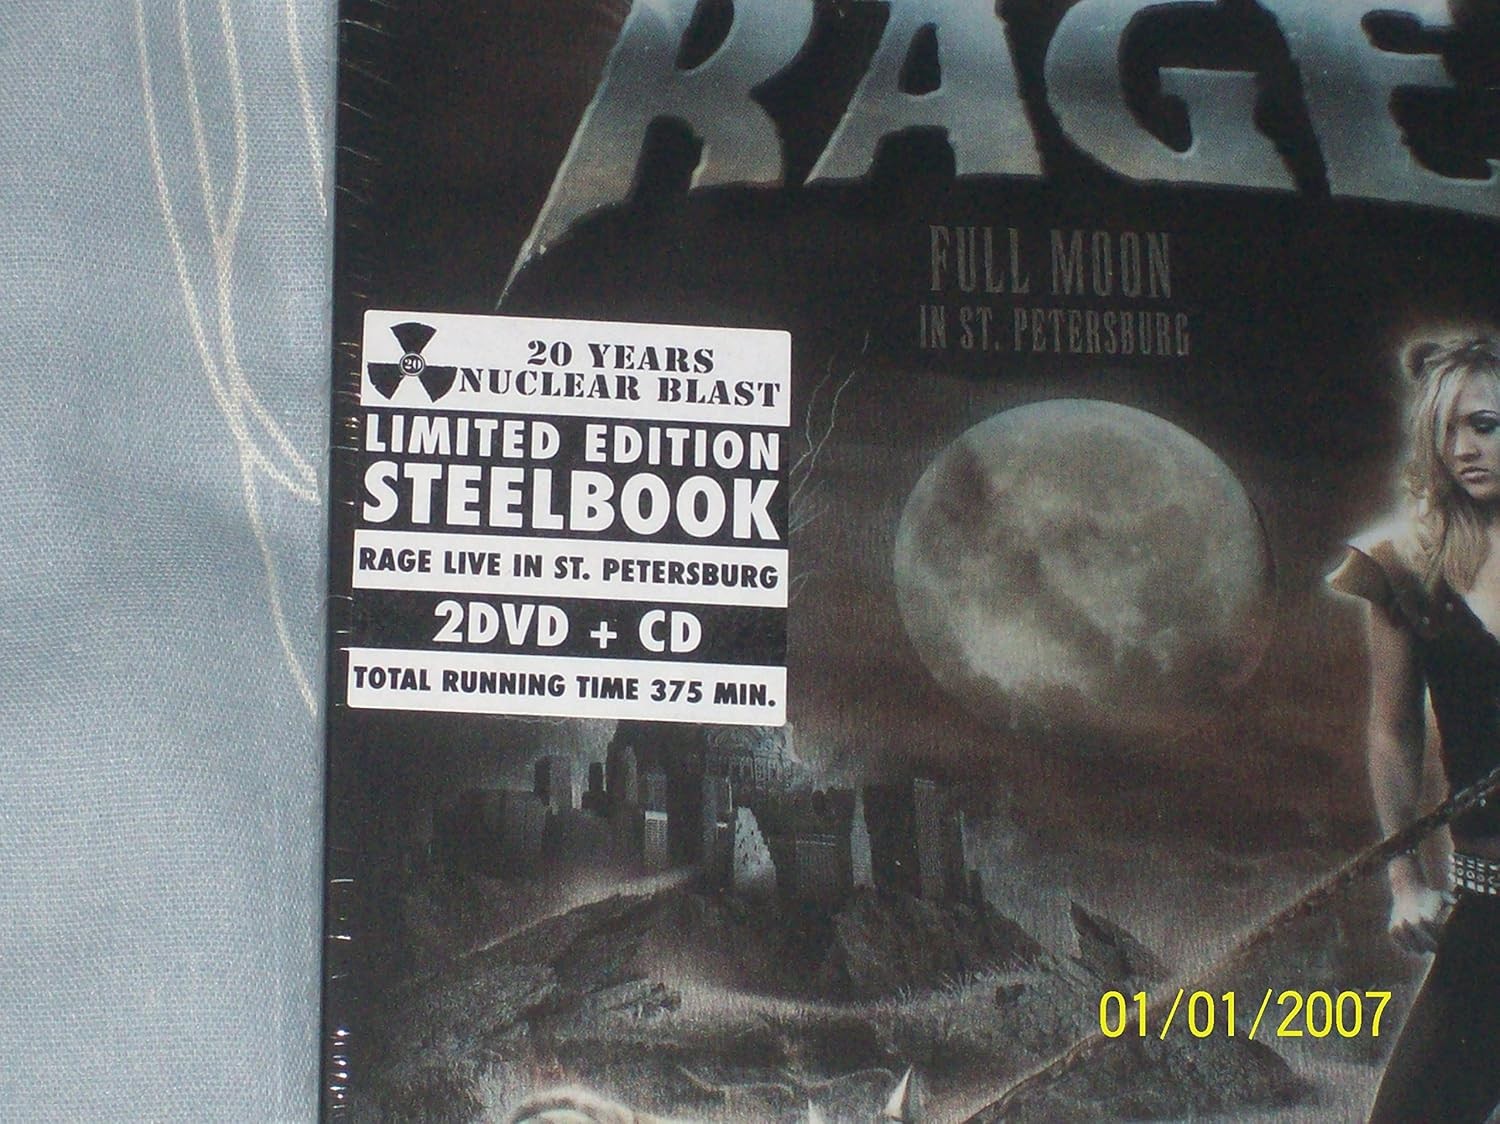 RAGE
FULL MOON
IN ST. PETERSBURG
20
20 YEARS
NUCLEAR BLAST
LIMITED EDITION
STEELBOOK
RAGE LIVE IN ST. PETERSBURG
2DVD + CD
TOTAL RUNNING TIME 375 MIN.
01/01/2007